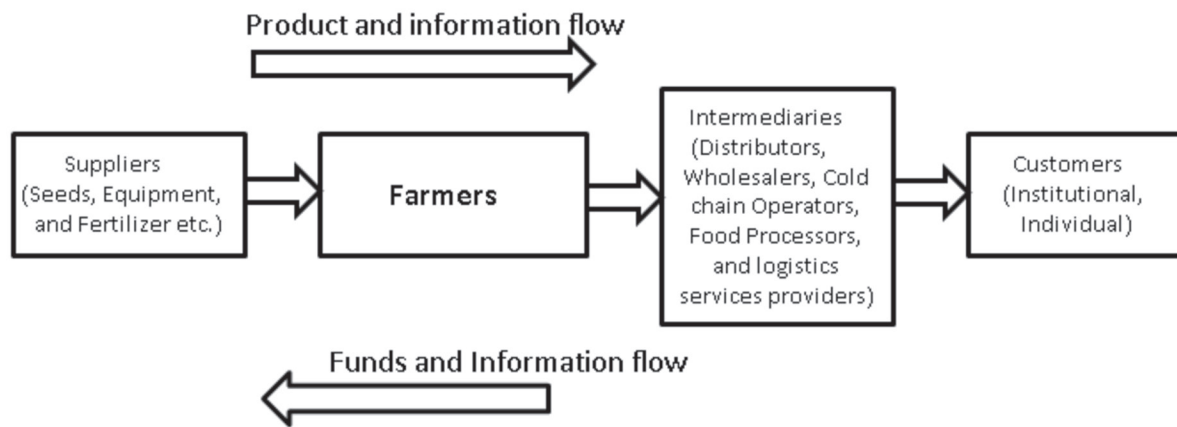 Product and information flow
Suppliers
(Seeds, Equipment,
and Fertilizer etc.)
Farmers
Intermediaries
(Distributors,
Wholesalers, Cold
chain Operators,
Food Processors,
and logistics
services providers)
Customers
(Institutional,
Individual)
Funds and Information flow